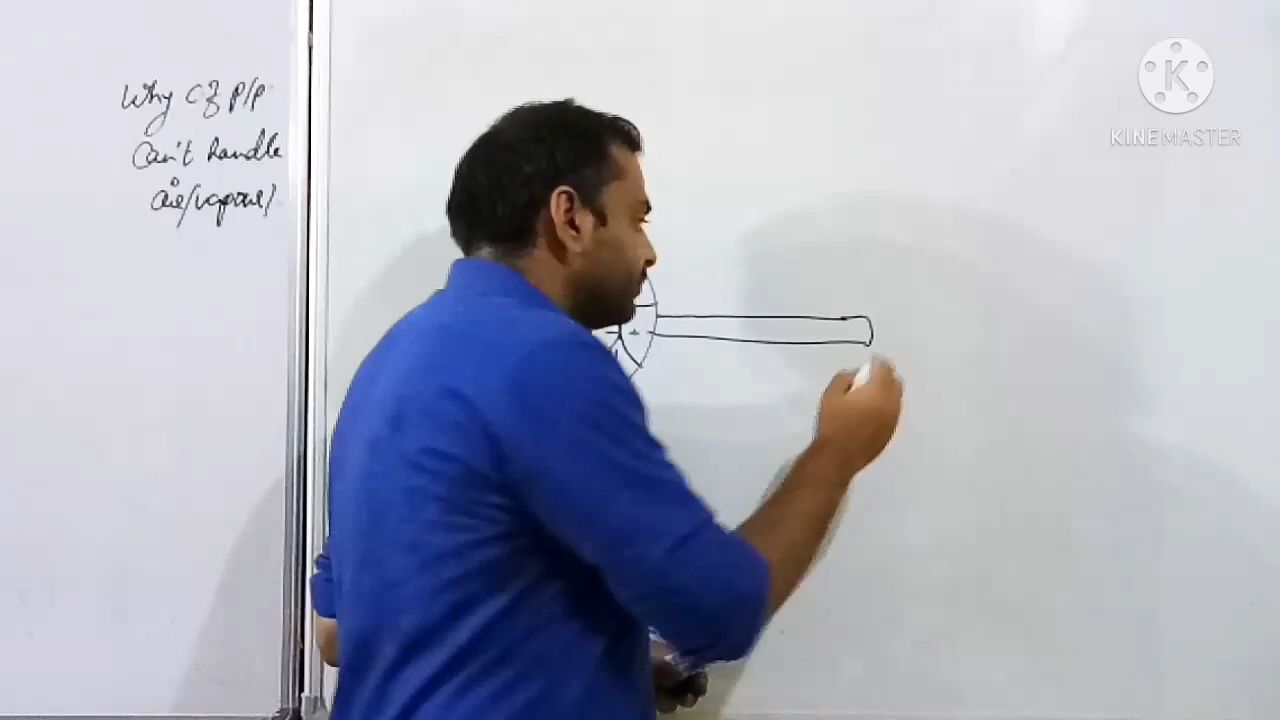 Why C/f P/P
Can't handle
air/vapour/
K
KINEMASTER